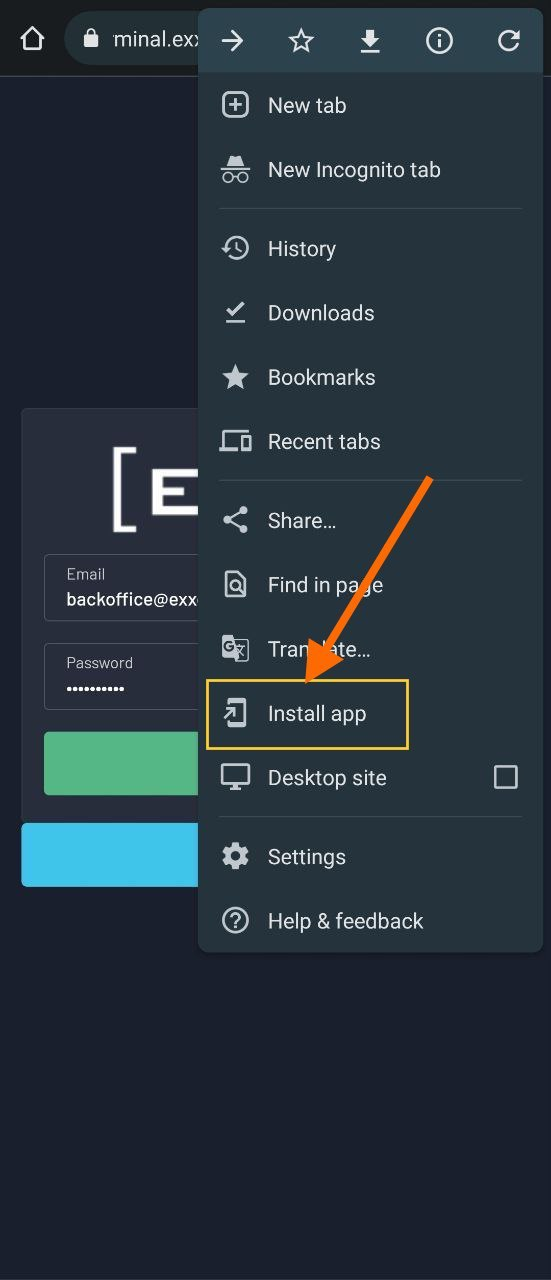 minal.exx
New tab
New Incognito tab
History
Downloads
Bookmarks
Recent tabs
Share...
Find in page
Translate...
Install app
Desktop site
Settings
Help & feedback
[E
Email
backoffice@exx
Password